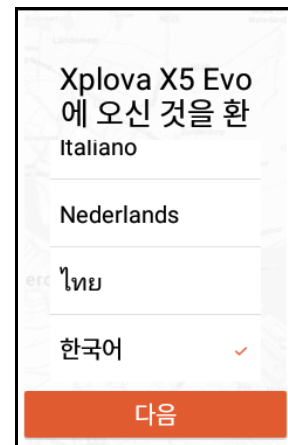 Xplova X5 Evo
에 오신 것을 환
Italiano
Nederlands
ไทย
한국어
다음